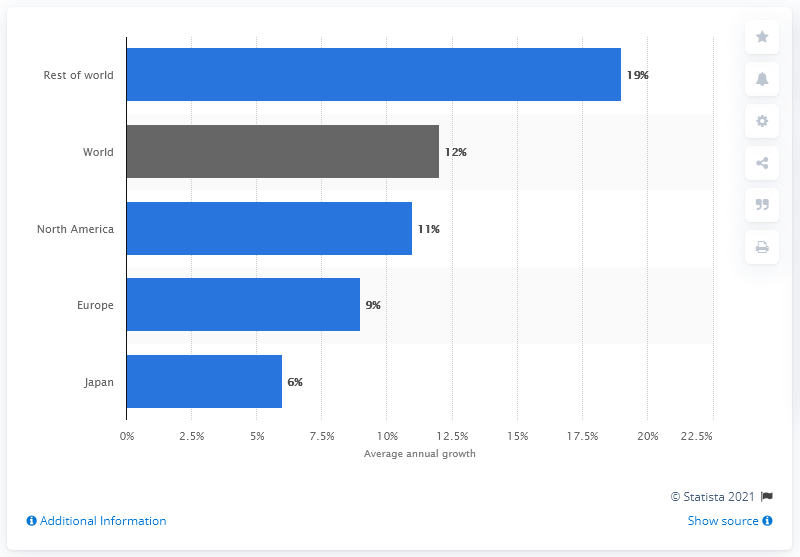 Rest of world 19%
World 12%
North America 11%
Europe 9%
Japan 6%
0% 2.5% 5% 7.5% 10% 12.5% 15% 17.5% 20% 22.5%
Average annual growth
© Statista 2021
Additional Information Show source